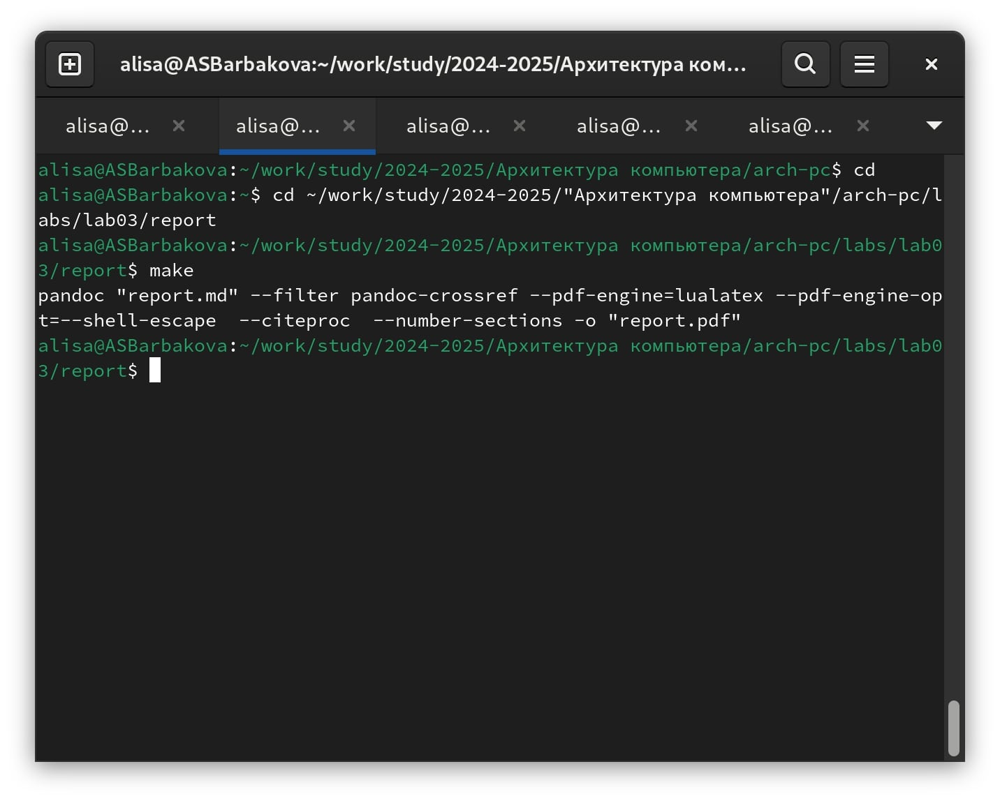 alisa@ASBarbakova:~/work/study/2024-2025/Архитектура ком...
alisa@... alisa@... alisa@... alisa@... alisa@...
alisa@ASBarbakova:~/work/study/2024-2025/Архитектура компьютера/arch-pc$ cd
alisa@ASBarbakova:~$ cd ~/work/study/2024-2025/"Архитектура компьютера"/arch-pc/l
abs/lab03/report
alisa@ASBarbakova:~/work/study/2024-2025/Архитектура компьютера/arch-pc/labs/lab0
3/report$ make
pandoc "report.md" --filter pandoc-crossref --pdf-engine=lualatex --pdf-engine-op
t=--shell-escape  --citeproc  --number-sections -o "report.pdf"
alisa@ASBarbakova:~/work/study/2024-2025/Архитектура компьютера/arch-pc/labs/lab0
3/report$